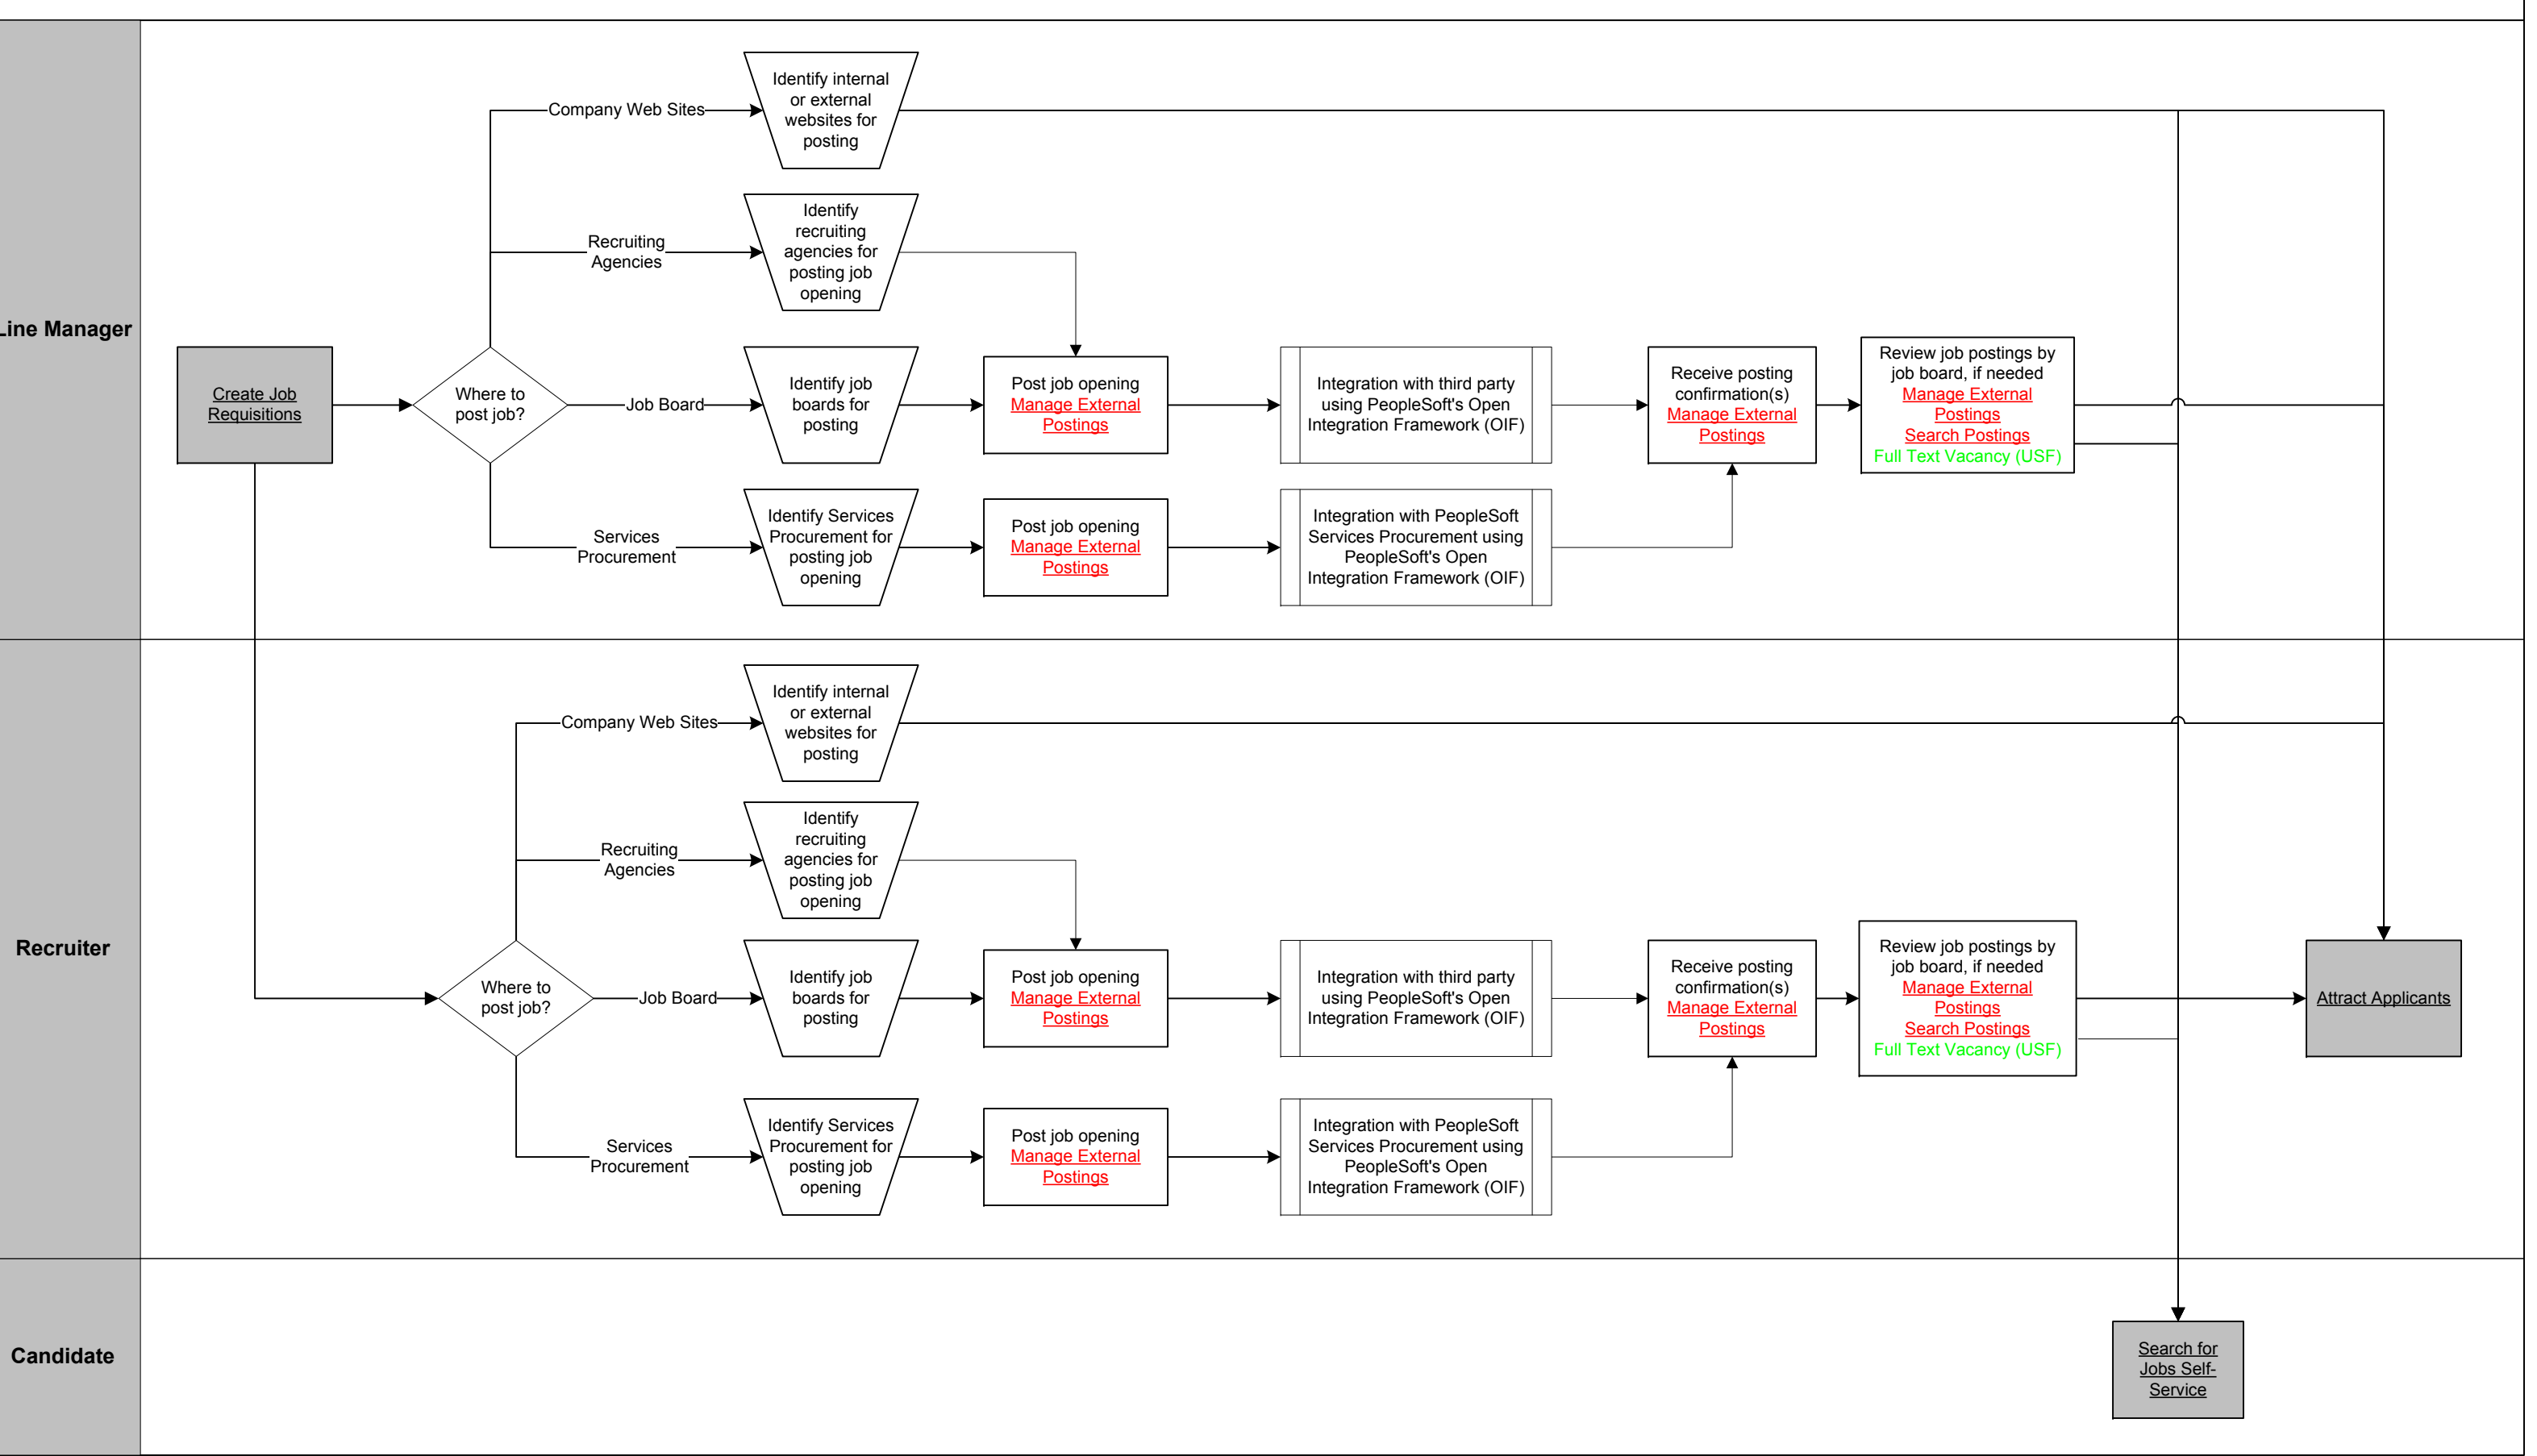 Line Manager
Create Job
Requisitions
Where to
post job?
Company Web Sites
Identify internal
or external
websites for
posting
Recruiting
Agencies
Identify
recruiting
agencies for
posting job
opening
Job Board
Identify job
boards for
posting
Post job opening
Manage External
Postings
Integration with third party
using PeopleSoft's Open
Integration Framework (OIF)
Receive posting
confirmation(s)
Manage External
Postings
Review job postings by
job board, if needed
Manage External
Postings
Search Postings
Full Text Vacancy (USF)
Services
Procurement
Identify Services
Procurement for
posting job
opening
Post job opening
Manage External
Postings
Integration with PeopleSoft
Services Procurement using
PeopleSoft's Open
Integration Framework (OIF)
Recruiter
Where to
post job?
Company Web Sites
Identify internal
or external
websites for
posting
Recruiting
Agencies
Identify
recruiting
agencies for
posting job
opening
Job Board
Identify job
boards for
posting
Post job opening
Manage External
Postings
Integration with third party
using PeopleSoft's Open
Integration Framework (OIF)
Receive posting
confirmation(s)
Manage External
Postings
Review job postings by
job board, if needed
Manage External
Postings
Search Postings
Full Text Vacancy (USF)
Attract Applicants
Services
Procurement
Identify Services
Procurement for
posting job
opening
Post job opening
Manage External
Postings
Integration with PeopleSoft
Services Procurement using
PeopleSoft's Open
Integration Framework (OIF)
Candidate
Search for
Jobs Self-
Service